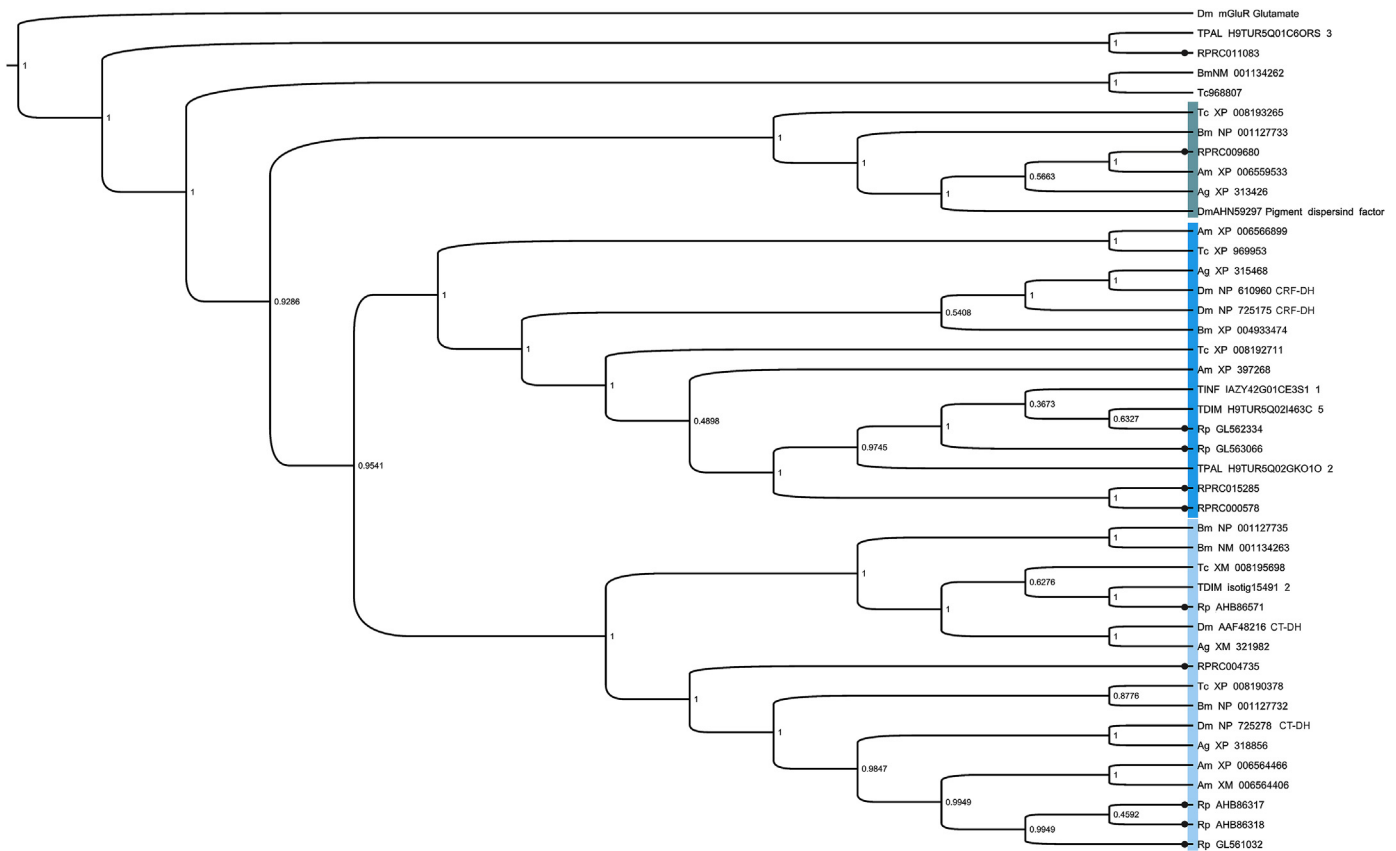 Dm mGluR Glutamate
TPAL H9TUR5Q01C6ORS 3
1
RPRC011083
1
BmNM 001134262
1
Tc968807
Tc XP 008193265
1
Bm NP 001127733
1
RPRC009680
1
1
Am XP 006559533
0.5663
1
Ag XP 313426
1
1
DmAHN59297 Pigment dispersind factor
Am XP 006566899
1
Tc XP 969953
Ag XP 315468
1
Dm NP 610960 CRF-DH
1
1
0.9286
Dm NP 725175 CRF-DH
0.5408
Bm XP 004933474
1
Tc XP 008192711
Am XP 397268
1
TINF IAZY42G01CE3S1 1
0.3673
TDIM H9TUR5Q02I463C 5
0.6327
0.4898
1
Rp GL562334
0.9745
Rp GL563066
0.9541
TPAL H9TUR5Q02GKO1O 2
1
RPRC015285
1
RPRC000578
Bm NP 001127735
1
Bm NM 001134263
Tc XM 008195698
1
0.6276
TDIM isotig15491 2
1
Rp AHB86571
1
Dm AAF48216 CT-DH
1
1
Ag XM 321982
RPRC004735
Tc XP 008190378
0.8776
1
Bm NP 001127732
Dm NP 725278 CT-DH
1
1
Ag XP 318856
0.9847
Am XP 006564466
1
Am XM 006564406
0.9949
Rp AHB86317
0.4592
Rp AHB86318
0.9949
Rp GL561032